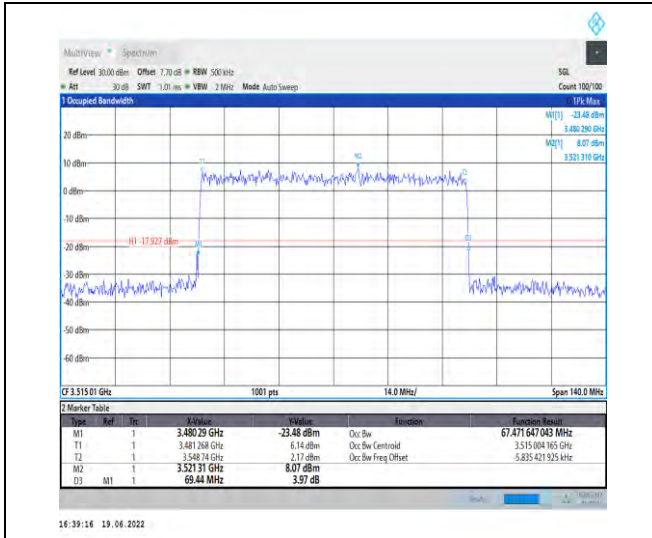 MultiView Spectrum
Ref Level 30.00 dBm Offset 7.70 dB RBW 500 kHz SGL
Att 30 dB SWT 1.01 ms VBW 2 MHz Mode Auto Sweep Count 100/100
1 Occupied Bandwidth 1Pk Max
M1[1] -23.48 dBm
3.480 290 GHz
M2[1] 8.07 dBm
3.521 310 GHz
20 dBm
10 dBm
0 dBm
-10 dBm
-20 dBm
-30 dBm
-40 dBm
-50 dBm
-60 dBm
H1 -17.927 dBm
M2
M1
CF 3.515 01 GHz 1001 pts 14.0 MHz/ Span 140.0 MHz
2 Marker Table
Type Ref Trc X-Value Y-Value Function Function Result
M1 1 3.480 29 GHz -23.48 dBm Occ Bw 67.471 647 043 MHz
T1 1 3.481 268 GHz 6.14 dBm Occ Bw Centroid 3.515 004 165 GHz
T2 1 3.548 74 GHz 2.17 dBm Occ Bw Freq Offset -5.835 421 925 kHz
M2 1 3.521 31 GHz 8.07 dBm
D3 M1 1 69.44 MHz 3.97 dB
16:39:16 19.06.2022